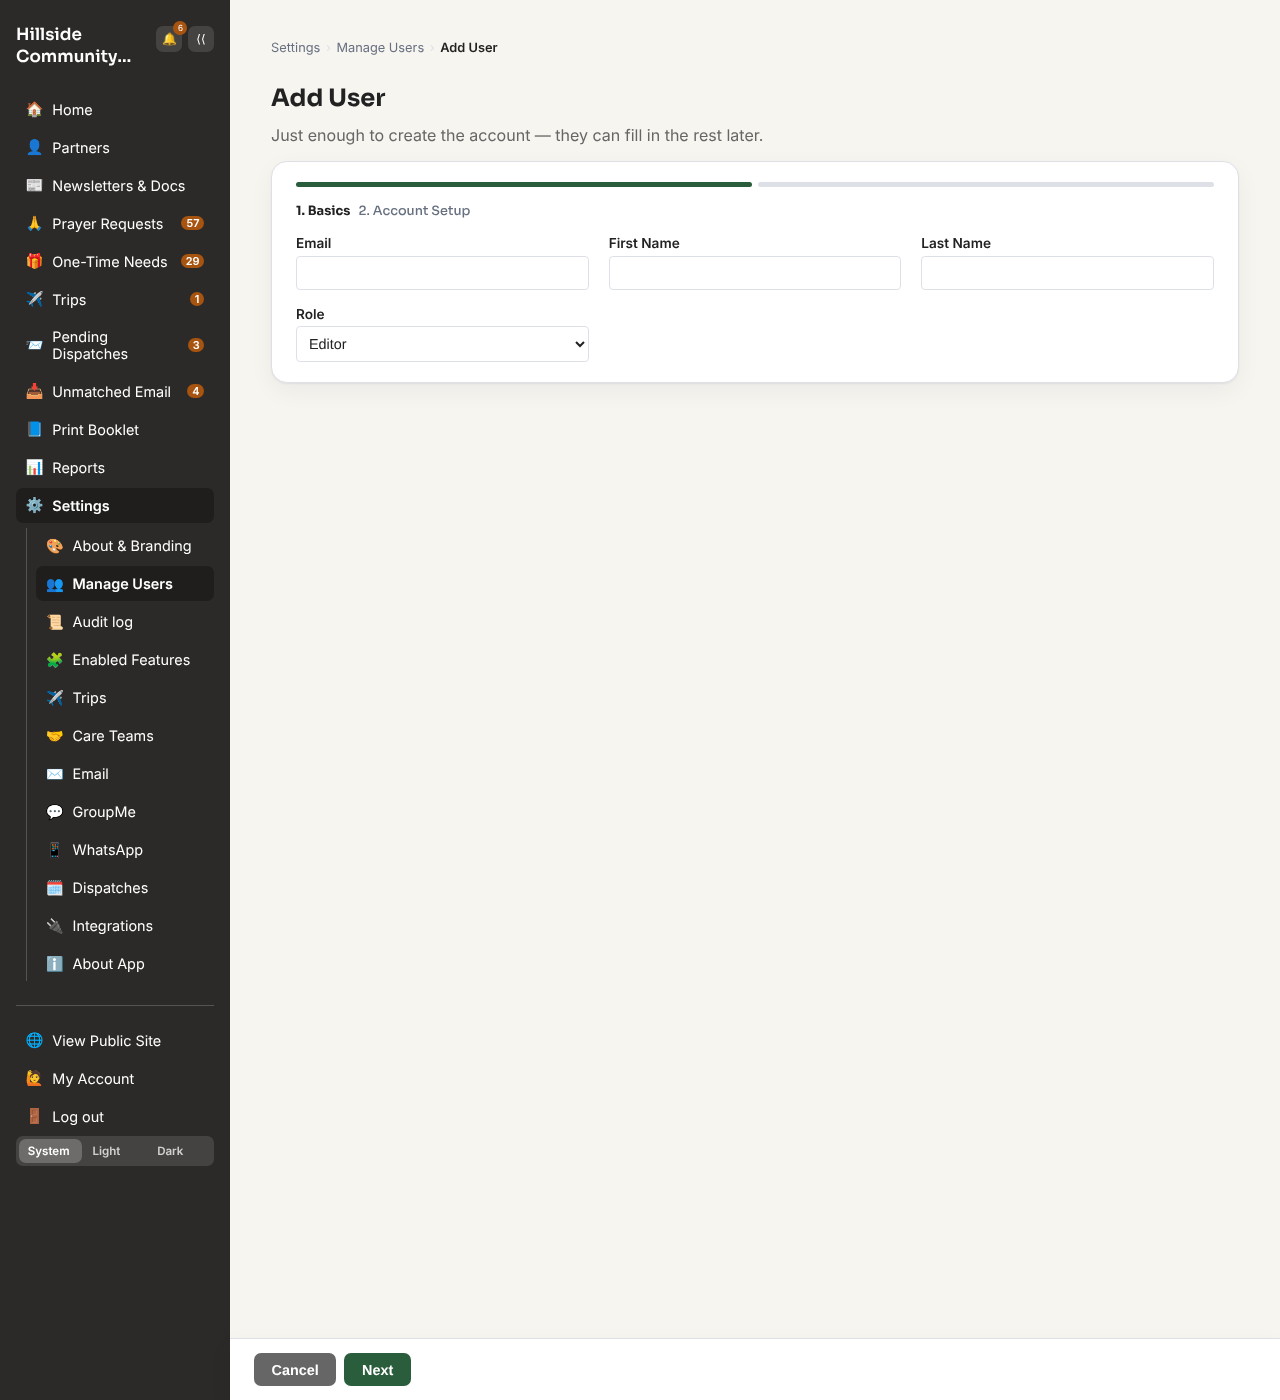 Hillside
Community...
6
⟨⟨
Home
Partners
Newsletters & Docs
Prayer Requests 57
One-Time Needs 29
Trips 1
Pending
Dispatches 3
Unmatched Email 4
Print Booklet
Reports
Settings
About & Branding
Manage Users
Audit log
Enabled Features
Trips
Care Teams
Email
GroupMe
WhatsApp
Dispatches
Integrations
About App
View Public Site
My Account
Log out
System Light Dark
Settings › Manage Users › Add User
Add User
Just enough to create the account — they can fill in the rest later.
1. Basics 2. Account Setup
Email First Name Last Name
Role
Editor
Cancel Next